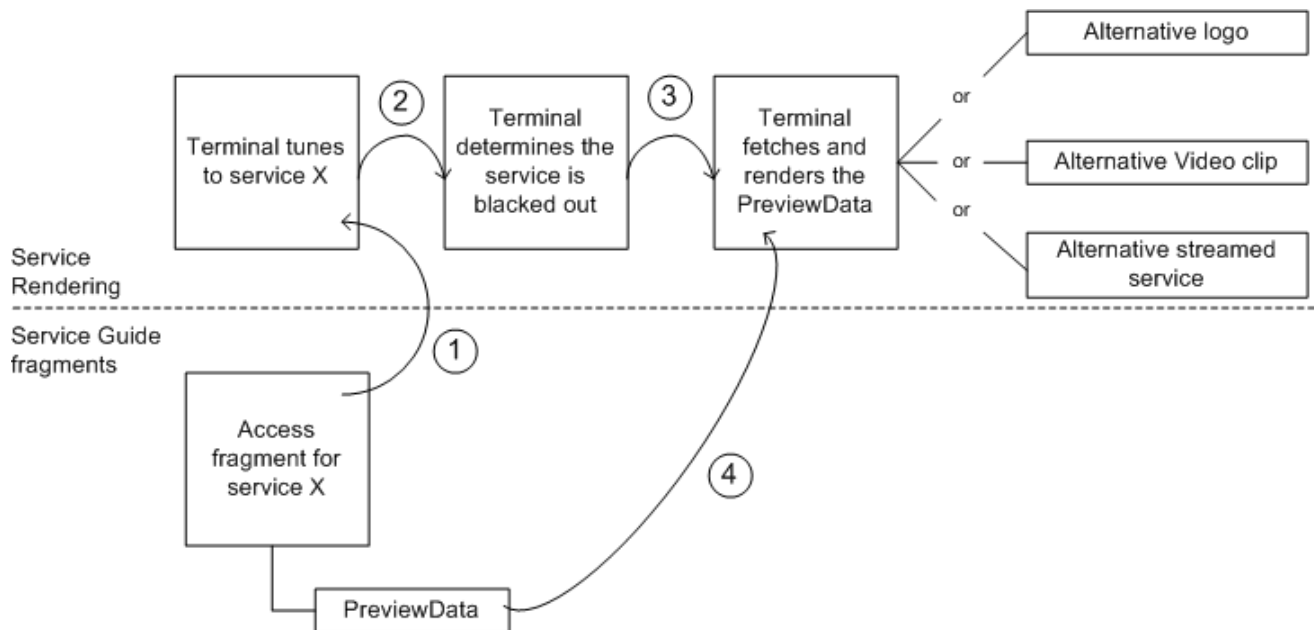 Alternative logo
or
2
3
Terminal tunes
to service X
Terminal
determines the
service is
blacked out
Terminal
fetches and
renders the
PreviewData
or
Alternative Video clip
or
Alternative streamed
service
Service
Rendering
Service Guide
fragments
1
Access
fragment for
service X
4
PreviewData